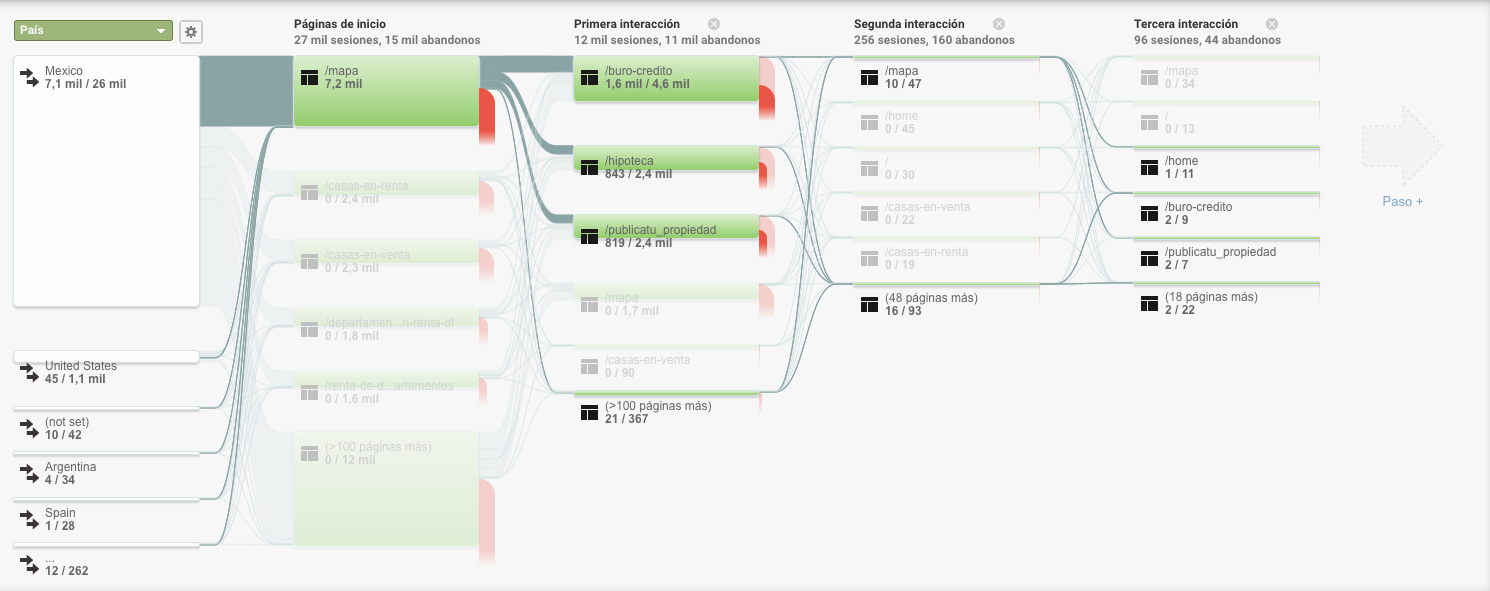 País
Mexico
7,1 mil / 26 mil
United States
45 / 1,1 mil
(not set)
10 / 42
Argentina
4 / 34
Spain
1 / 28
...
12 / 262
Páginas de inicio
27 mil sesiones, 15 mil abandonos
/mapa
7,2 mil
/casas-en-renta
0 / 2,4 mil
/casas-en-venta
0 / 2,3 mil
/departamen...n-renta-df
0 / 1,8 mil
/renta-de-d...artamentos
0 / 1,6 mil
(>100 páginas más)
0 / 12 mil
Primera interacción
12 mil sesiones, 11 mil abandonos
/buro-credito
1,6 mil / 4,6 mil
/hipoteca
843 / 2,4 mil
/publicatu_propiedad
819 / 2,4 mil
/mapa
0 / 1,7 mil
/casas-en-venta
0 / 90
(>100 páginas más)
21 / 367
Segunda interacción
256 sesiones, 160 abandonos
/mapa
10 / 47
/home
0 / 45
/
0 / 30
/casas-en-venta
0 / 22
/casas-en-renta
0 / 19
(48 páginas más)
16 / 93
Tercera interacción
96 sesiones, 44 abandonos
/mapa
0 / 34
/
0 / 13
/home
1 / 11
/buro-credito
2 / 9
/publicatu_propiedad
2 / 7
(18 páginas más)
2 / 22
Paso +